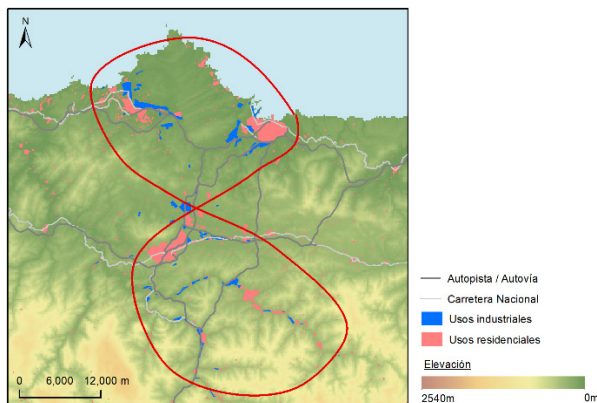 N
0 6,000 12,000 m
Autopista / Autovía
Carretera Nacional
Usos industriales
Usos residenciales
Elevación
2540m 0m